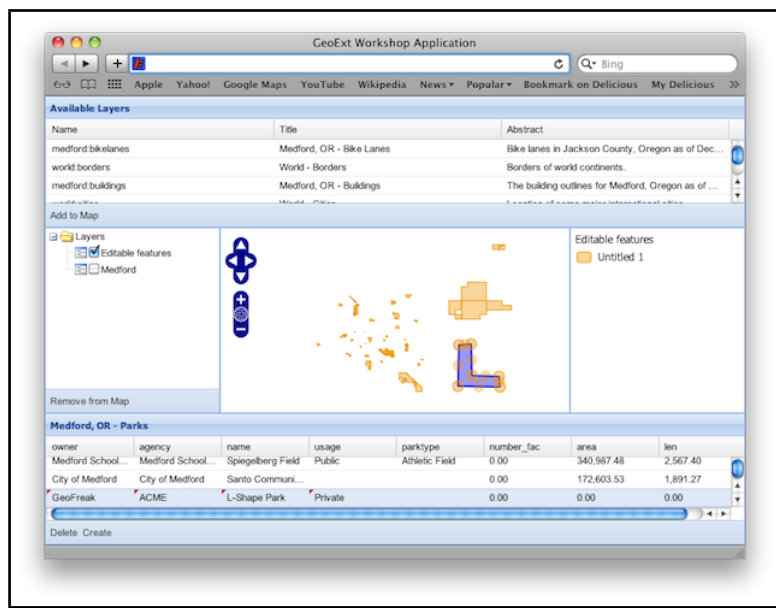 GeoExt Workshop Application
Bing
Apple Yahoo! Google Maps YouTube Wikipedia News Popular Bookmark on Delicious My Delicious
Available Layers
Name Title Abstract
medford:bikelanes Medford, OR - Bike Lanes Bike lanes in Jackson County, Oregon as of Dec...
world:borders World - Borders Borders of world continents.
medford:buildings Medford, OR - Buildings The building outlines for Medford, Oregon as of ...
Add to Map
Layers
Editable features
Medford
Remove from Map
Editable features
Untitled 1
Medford, OR - Parks
owner agency name usage parktype number_fac area len
Medford School... Medford School... Spiegelberg Field Public Athletic Field 0.00 340,987.48 2,567.40
City of Medford City of Medford Santo Communi... 0.00 172,603.53 1,891.27
GeoFreak ACME L-Shape Park Private 0.00 0.00 0.00
Delete Create